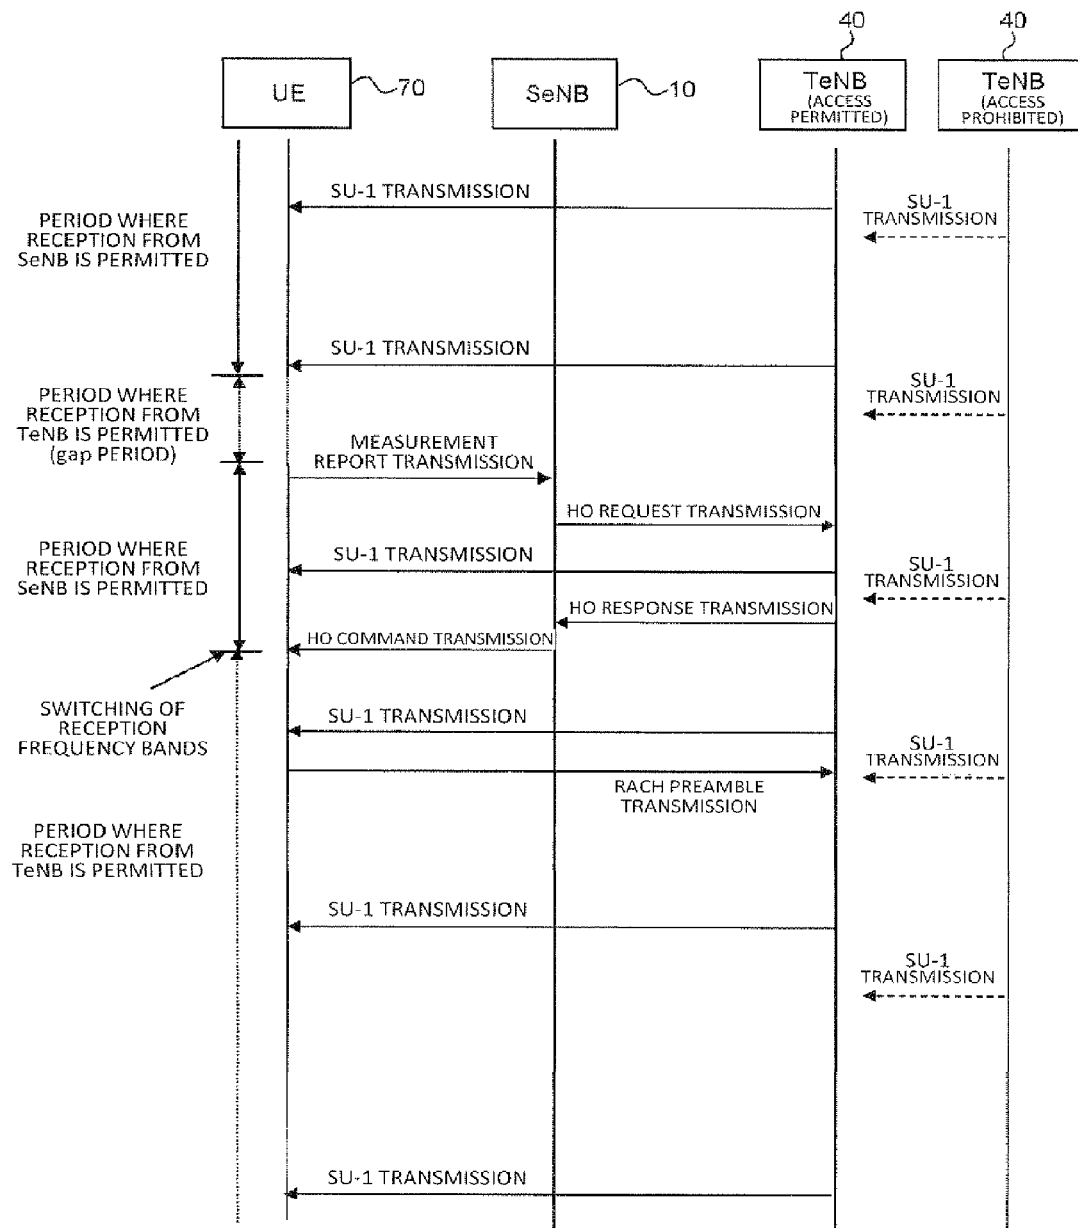 40
40
UE
70
SeNB
10
TeNB
(ACCESS
PERMITTED)
TeNB
(ACCESS
PROHIBITED)
SU-1 TRANSMISSION
SU-1
TRANSMISSION
PERIOD WHERE
RECEPTION FROM
SeNB IS PERMITTED
SU-1 TRANSMISSION
SU-1
TRANSMISSION
PERIOD WHERE
RECEPTION FROM
TeNB IS PERMITTED
(gap PERIOD)
MEASUREMENT
REPORT TRANSMISSION
HO REQUEST TRANSMISSION
PERIOD WHERE
RECEPTION FROM
SeNB IS PERMITTED
SU-1 TRANSMISSION
SU-1
TRANSMISSION
HO RESPONSE TRANSMISSION
HO COMMAND TRANSMISSION
SWITCHING OF
RECEPTION
FREQUENCY BANDS
SU-1 TRANSMISSION
SU-1
TRANSMISSION
RACH PREAMBLE
TRANSMISSION
PERIOD WHERE
RECEPTION FROM
TeNB IS PERMITTED
SU-1 TRANSMISSION
SU-1
TRANSMISSION
SU-1 TRANSMISSION